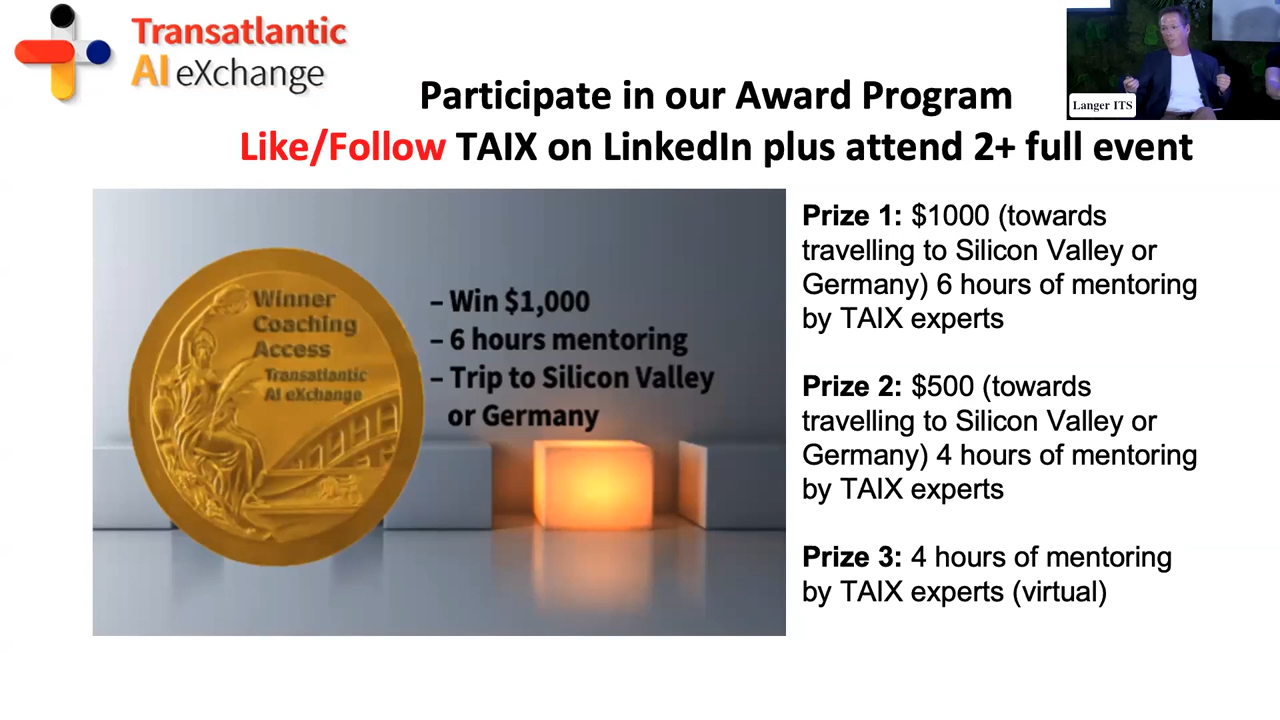 Transatlantic
AI eXchange
Langer ITS
Participate in our Award Program
Like/Follow TAIX on LinkedIn plus attend 2+ full event
Winner
Coaching
Access
Transatlantic
AI eXchange
– Win $1,000
– 6 hours mentoring
– Trip to Silicon Valley
or Germany
Prize 1: $1000 (towards
travelling to Silicon Valley or
Germany) 6 hours of mentoring
by TAIX experts
Prize 2: $500 (towards
travelling to Silicon Valley or
Germany) 4 hours of mentoring
by TAIX experts
Prize 3: 4 hours of mentoring
by TAIX experts (virtual)